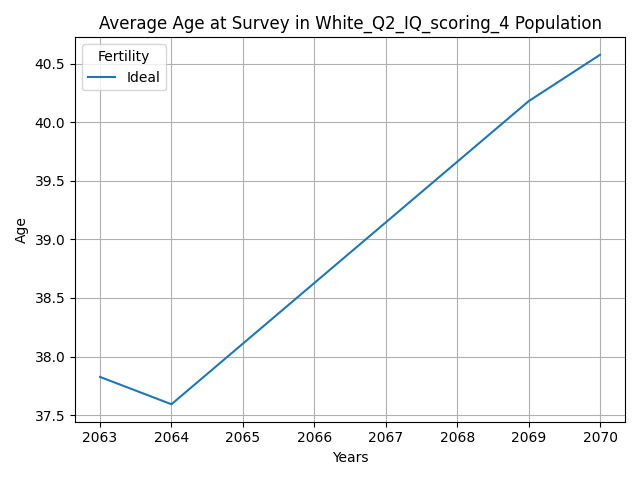 Average Age at Survey in White_Q2_IQ_scoring_4 Population
Fertility
Ideal
40.5
40.0
39.5
39.0
38.5
38.0
37.5
Age
2063 2064 2065 2066 2067 2068 2069 2070
Years